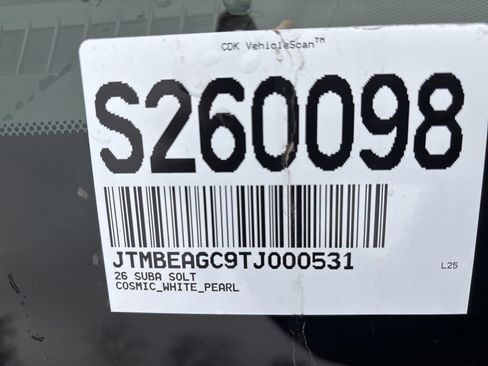 CDK VehicleScan™
S260098
JTMBEAGC9TJ000531
26 SUBA SOLT
L25
COSMIC_WHITE_PEARL